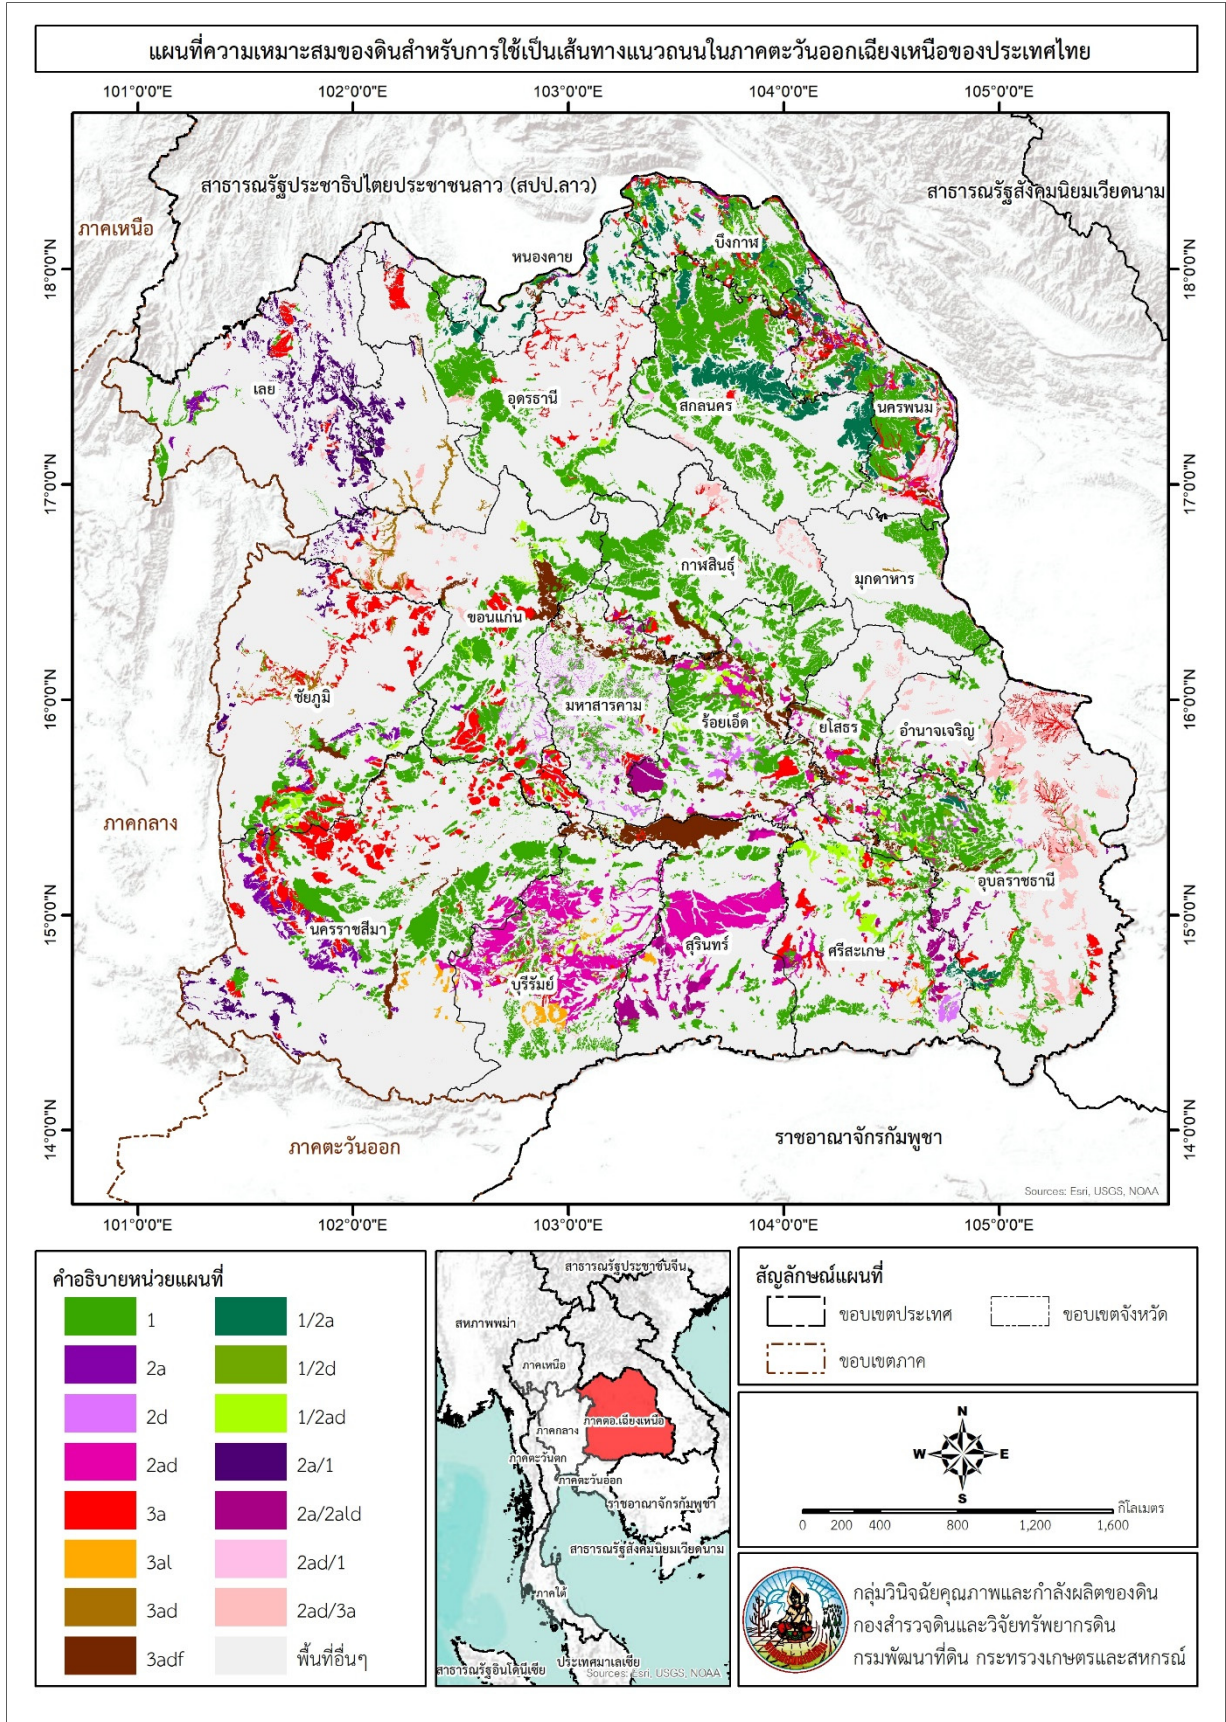 แผนที่ความเหมาะสมของดินสำหรับการใช้เป็นเส้นทางแนวถนนในภาคตะวันออกเฉียงเหนือของประเทศไทย
101°0'0"E 102°0'0"E 103°0'0"E 104°0'0"E 105°0'0"E
สาธารณรัฐประชาธิปไตยประชาชนลาว (สปป.ลาว)
สาธารณรัฐสังคมนิยมเวียดนาม
ภาคเหนือ
บึงกาฬ
หนองคาย
18°0'0"N 18°0'0"N
เลย
อุดรธานี
สกลนคร
นครพนม
17°0'0"N 17°0'0"N
กาฬสินธุ์
มุกดาหาร
ขอนแก่น
ชัยภูมิ
มหาสารคาม
ร้อยเอ็ด
ยโสธร
อำนาจเจริญ
16°0'0"N 16°0'0"N
ภาคกลาง
อุบลราชธานี
นครราชสีมา
สุรินทร์
ศรีสะเกษ
บุรีรัมย์
15°0'0"N 15°0'0"N
ภาคตะวันออก
ราชอาณาจักรกัมพูชา
14°0'0"N 14°0'0"N
Sources: Esri, USGS, NOAA
101°0'0"E 102°0'0"E 103°0'0"E 104°0'0"E 105°0'0"E
คำอธิบายหน่วยแผนที่
1 1/2a
2a 1/2d
2d 1/2ad
2ad 2a/1
3a 2a/2ald
3al 2ad/1
3ad 2ad/3a
3adf พื้นที่อื่นๆ
สาธารณรัฐประชาชนจีน
สหภาพพม่า
ภาคเหนือ
ภาคตอ.เฉียงเหนือ
ภาคกลาง
ภาคตะวันตก
ภาคตะวันออก
ราชอาณาจักรกัมพูชา
สาธารณรัฐสังคมนิยมเวียดนาม
ภาคใต้
ประเทศมาเลเซีย
สาธารณรัฐอินโดนีเซีย
Sources: Esri, USGS, NOAA
สัญลักษณ์แผนที่
ขอบเขตประเทศ ขอบเขตจังหวัด
ขอบเขตภาค
N
W E
S
กิโลเมตร
0 200 400 800 1,200 1,600
กลุ่มวินิจฉัยคุณภาพและกำลังผลิตของดิน
กองสำรวจดินและวิจัยทรัพยากรดิน
กรมพัฒนาที่ดิน กระทรวงเกษตรและสหกรณ์